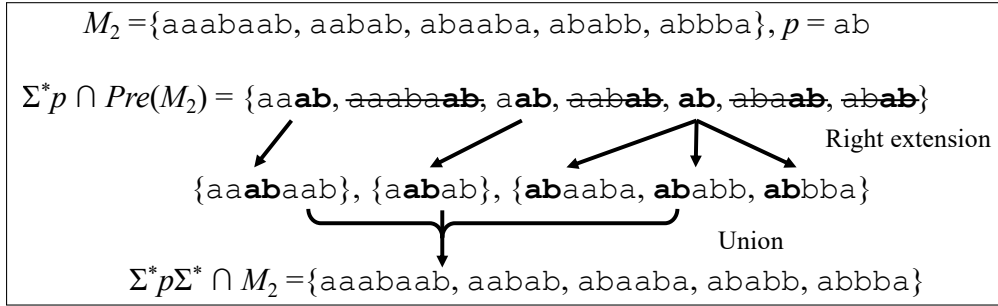 M₂ ={aaabaab, aabab, abaaba, ababb, abbba}, p = ab
Σ*p ∩ Pre(M₂) = {aaab, aaabaab, aab, aabab, ab, abaab, abab}
Right extension
{aaabaab}, {aabab}, {abaaba, ababb, abbba}
Union
Σ*pΣ* ∩ M₂ ={aaabaab, aabab, abaaba, ababb, abbba}